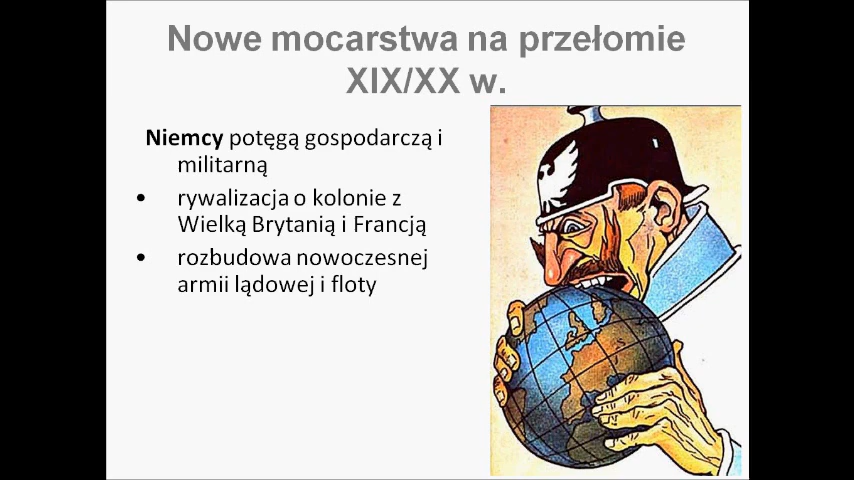 Nowe mocarstwa na przełomie
XIX/XX w.
Niemcy potęgą gospodarczą i
militarną
• rywalizacja o kolonie z
Wielką Brytanią i Francją
• rozbudowa nowoczesnej
armii lądowej i floty